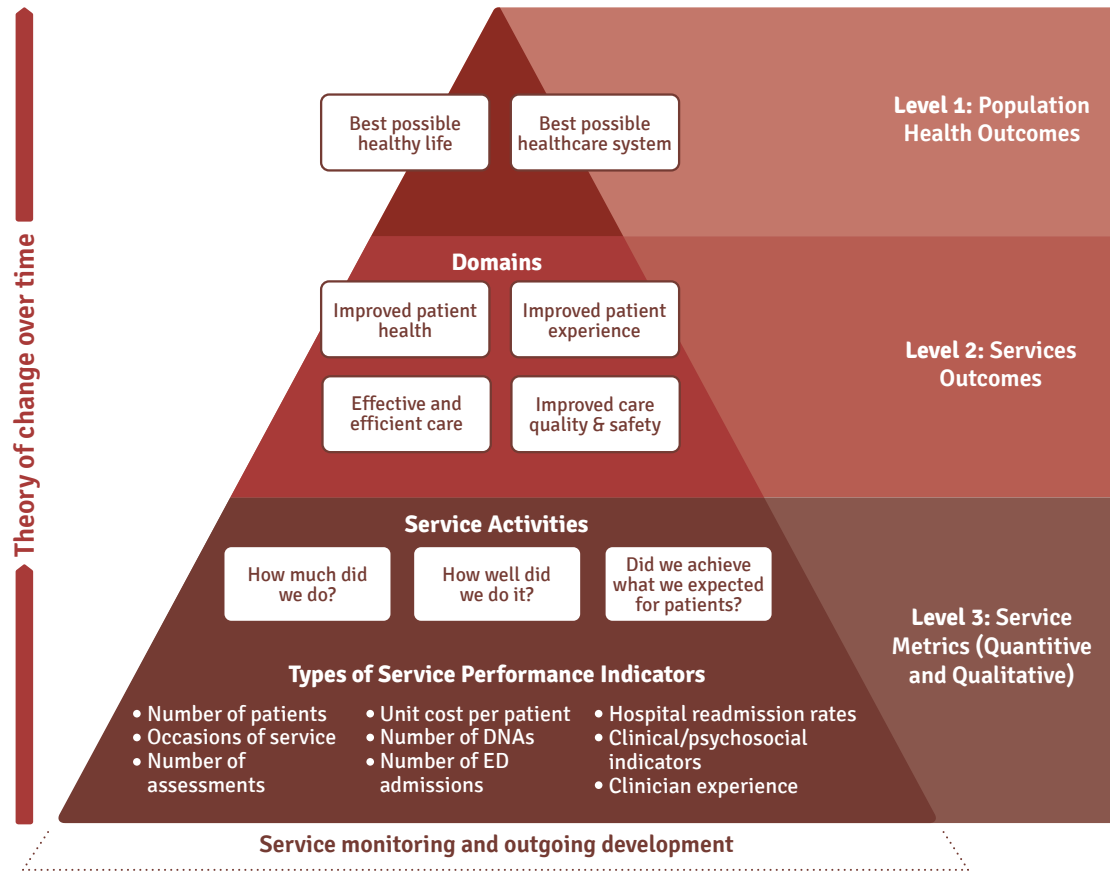 Theory of change over time
Best possible
healthy life
Best possible
healthcare system
Level 1: Population
Health Outcomes
Domains
Improved patient
health
Improved patient
experience
Effective and
efficient care
Improved care
quality & safety
Level 2: Services
Outcomes
Service Activities
How much did
we do?
How well did
we do it?
Did we achieve
what we expected
for patients?
Level 3: Service
Metrics (Quantitive
and Qualitative)
Types of Service Performance Indicators
• Number of patients
• Occasions of service
• Number of
assessments
• Unit cost per patient
• Number of DNAs
• Number of ED
admissions
• Hospital readmission rates
• Clinical/psychosocial
indicators
• Clinician experience
Service monitoring and outgoing development